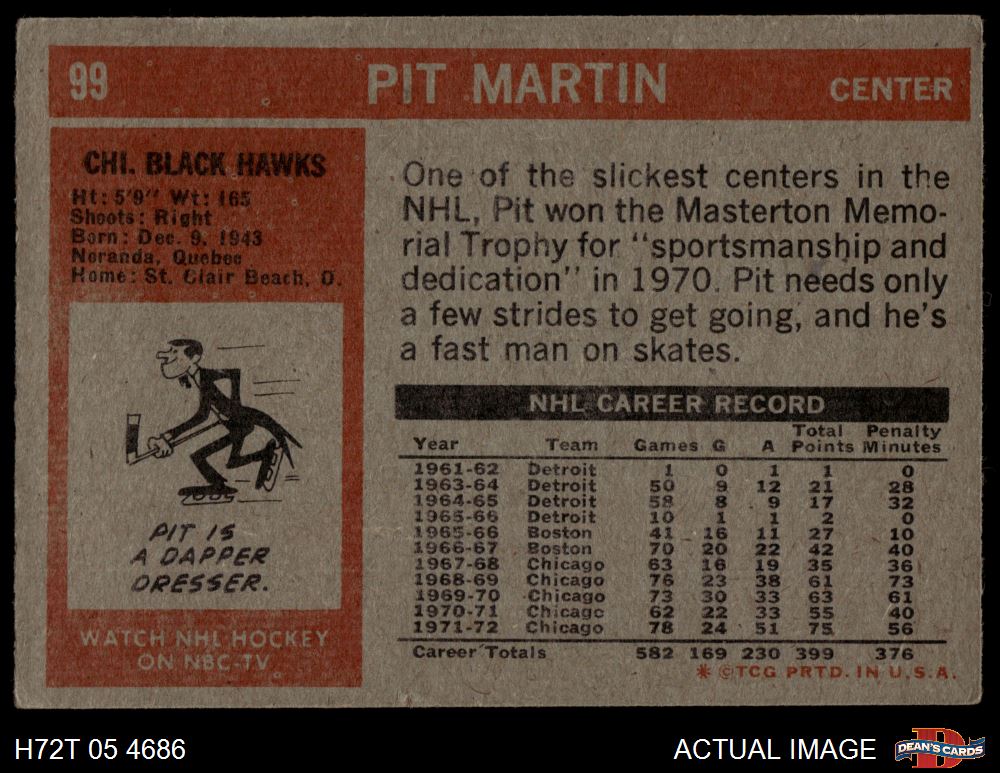 99 PIT MARTIN CENTER
CHI. BLACK HAWKS
Ht: 5'9" Wt: 165
Shoots: Right
Born: Dec. 9, 1943
Noranda, Quebec
Home: St. Clair Beach, O.
PIT IS
A DAPPER
DRESSER.
WATCH NHL HOCKEY
ON NBC-TV
One of the slickest centers in the
NHL, Pit won the Masterton Memo-
rial Trophy for "sportsmanship and
dedication" in 1970. Pit needs only
a few strides to get going, and he's
a fast man on skates.
NHL CAREER RECORD
Year Team Games G A Total Points Penalty Minutes
1961-62 Detroit 1 0 1 1 0
1963-64 Detroit 50 9 12 21 28
1964-65 Detroit 58 8 9 17 32
1965-66 Detroit 10 1 1 2 0
1965-66 Boston 41 16 11 27 10
1966-67 Boston 70 20 22 42 40
1967-68 Chicago 63 16 19 35 36
1968-69 Chicago 76 23 38 61 73
1969-70 Chicago 73 30 33 63 61
1970-71 Chicago 62 22 33 55 40
1971-72 Chicago 78 24 51 75 56
Career Totals 582 169 230 399 376
* ©TCG PRTD. IN U.S.A.
H72T 05 4686 ACTUAL IMAGE D DEAN'S CARDS